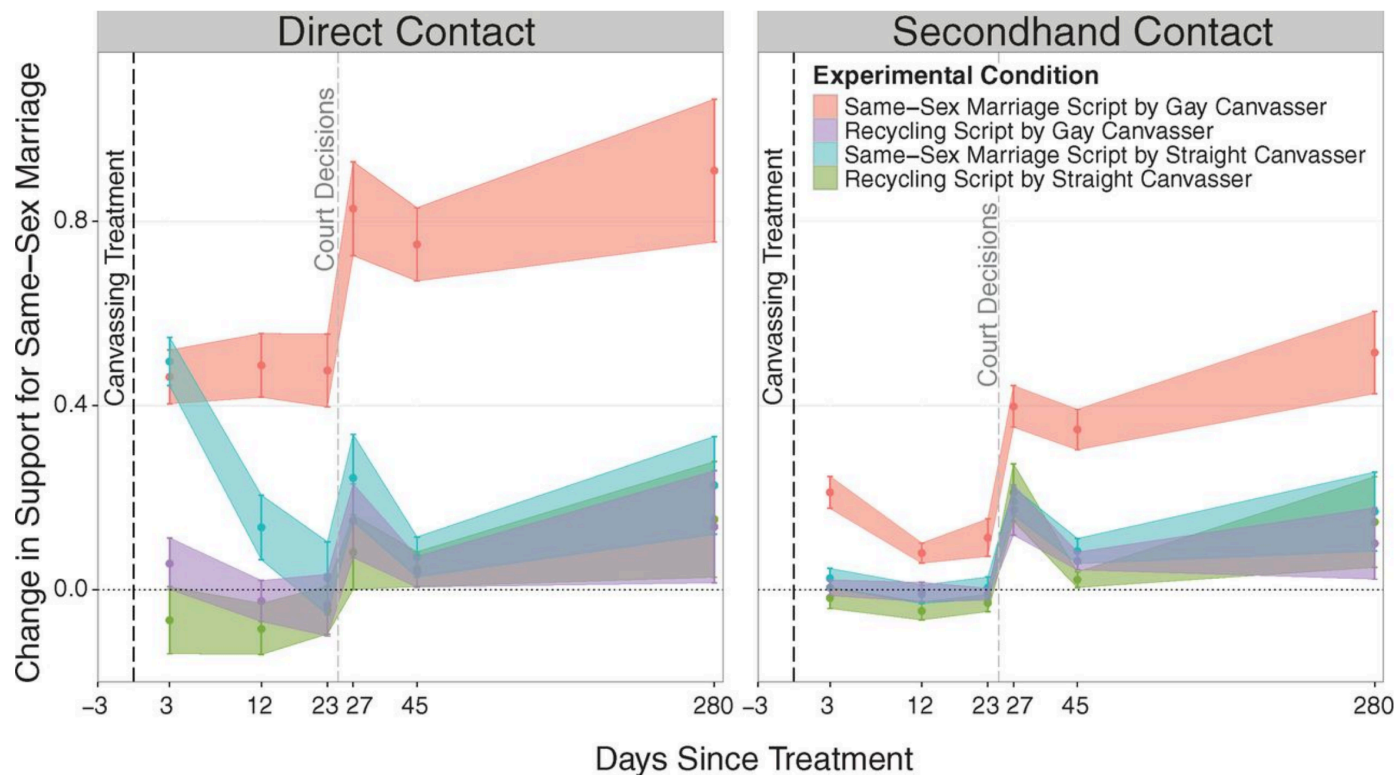 Direct Contact
Secondhand Contact
Change in Support for Same−Sex Marriage
0.8
0.4
0.0
Canvassing Treatment
Court Decisions
Canvassing Treatment
Court Decisions
Experimental Condition
Same−Sex Marriage Script by Gay Canvasser
Recycling Script by Gay Canvasser
Same−Sex Marriage Script by Straight Canvasser
Recycling Script by Straight Canvasser
−3 3 12 23 27 45 280
−3 3 12 23 27 45 280
Days Since Treatment